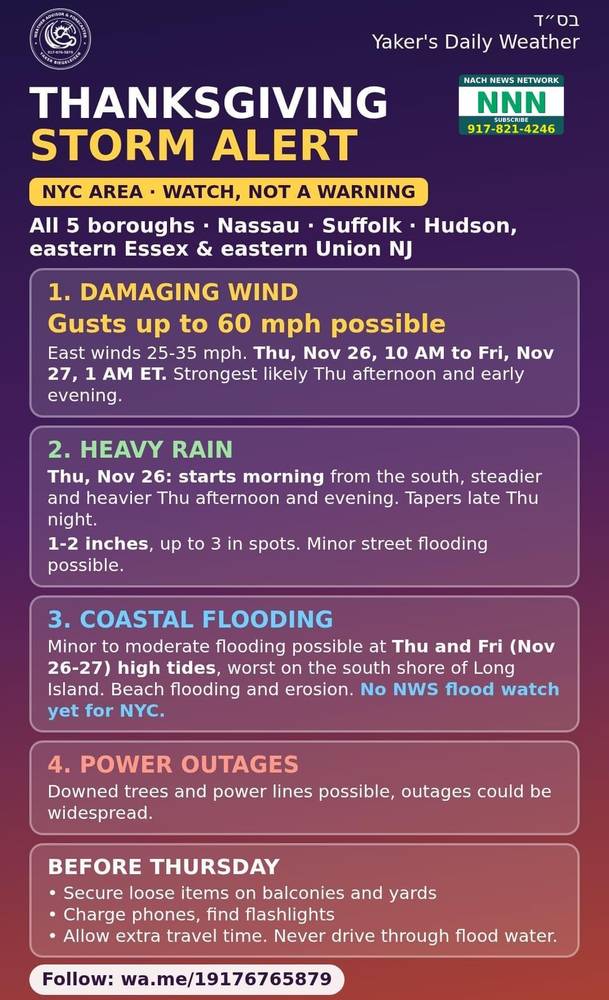 WEATHER ADVISOR & FORECASTER
917-676-5879
YAKER BIEGELEISEN
בס״ד
Yaker's Daily Weather
NACH NEWS NETWORK
NNN
SUBSCRIBE
917-821-4246
THANKSGIVING
STORM ALERT
NYC AREA · WATCH, NOT A WARNING
All 5 boroughs · Nassau · Suffolk · Hudson,
eastern Essex & eastern Union NJ
1. DAMAGING WIND
Gusts up to 60 mph possible
East winds 25-35 mph. Thu, Nov 26, 10 AM to Fri, Nov
27, 1 AM ET. Strongest likely Thu afternoon and early
evening.
2. HEAVY RAIN
Thu, Nov 26: starts morning from the south, steadier
and heavier Thu afternoon and evening. Tapers late Thu
night.
1-2 inches, up to 3 in spots. Minor street flooding
possible.
3. COASTAL FLOODING
Minor to moderate flooding possible at Thu and Fri (Nov
26-27) high tides, worst on the south shore of Long
Island. Beach flooding and erosion. No NWS flood watch
yet for NYC.
4. POWER OUTAGES
Downed trees and power lines possible, outages could be
widespread.
BEFORE THURSDAY
• Secure loose items on balconies and yards
• Charge phones, find flashlights
• Allow extra travel time. Never drive through flood water.
Follow: wa.me/19176765879